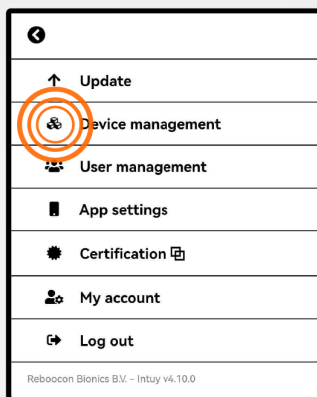 Update
Device management
User management
App settings
Certification
My account
Log out
Reboocon Bionics B.V. – Intuy v4.10.0